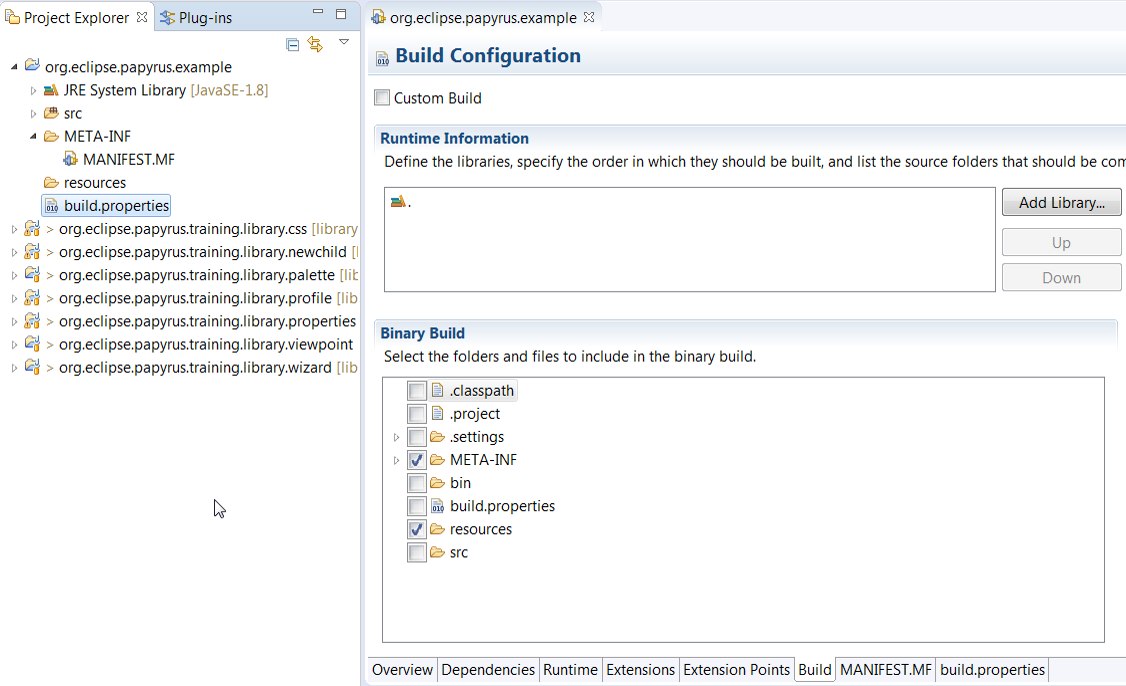 Project Explorer
Plug-ins
org.eclipse.papyrus.example
JRE System Library [JavaSE-1.8]
src
META-INF
MANIFEST.MF
resources
build.properties
> org.eclipse.papyrus.training.library.css [library
> org.eclipse.papyrus.training.library.newchild [
> org.eclipse.papyrus.training.library.palette [lib
> org.eclipse.papyrus.training.library.profile [lib
> org.eclipse.papyrus.training.library.properties
> org.eclipse.papyrus.training.library.viewpoint
> org.eclipse.papyrus.training.library.wizard [lib
org.eclipse.papyrus.example
Build Configuration
Custom Build
Runtime Information
Define the libraries, specify the order in which they should be built, and list the source folders that should be com
.
Add Library...
Up
Down
Binary Build
Select the folders and files to include in the binary build.
.classpath
.project
.settings
META-INF
bin
build.properties
resources
src
Overview Dependencies Runtime Extensions Extension Points Build MANIFEST.MF build.properties